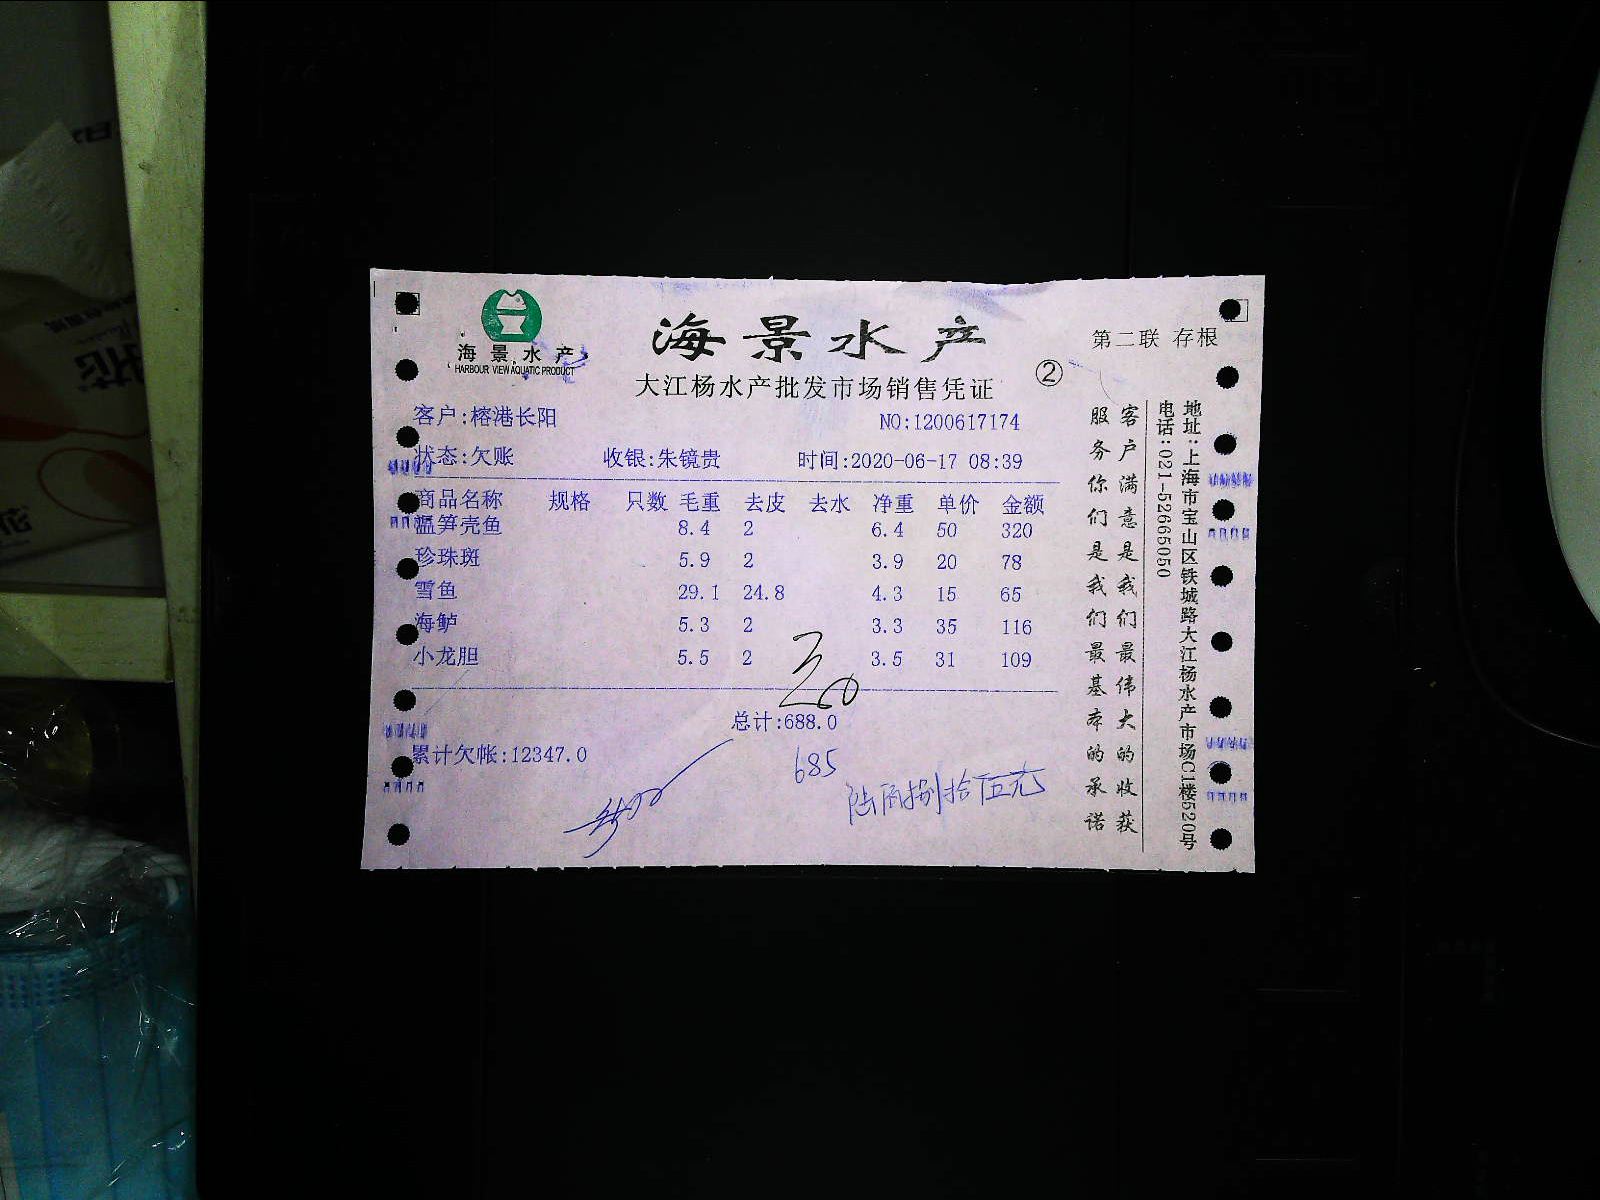 海景水产
HARBOUR VIEW AQUATIC PRODUCT
海景水产
大江杨水产批发市场销售凭证
②
第二联 存根
客户:榕港长阳 NO:1200617174
状态:欠账 收银:朱镜贵 时间:2020-06-17 08:39
商品名称 规格 只数 毛重 去皮 去水 净重 单价 金额
温笋壳鱼 8.4 2 6.4 50 320
珍珠斑 5.9 2 3.9 20 78
雪鱼 29.1 24.8 4.3 15 65
海鲈 5.3 2 3.3 35 116
小龙胆 5.5 2 3.5 31 109
总计:688.0
累计欠帐:12347.0
685
陆佰捌拾伍元
客户满意是我们最伟大的收获
服务你们是我们最基本的承诺
地址:上海市宝山区铁城路大江杨水产市场C1楼520号
电话:021-52665050